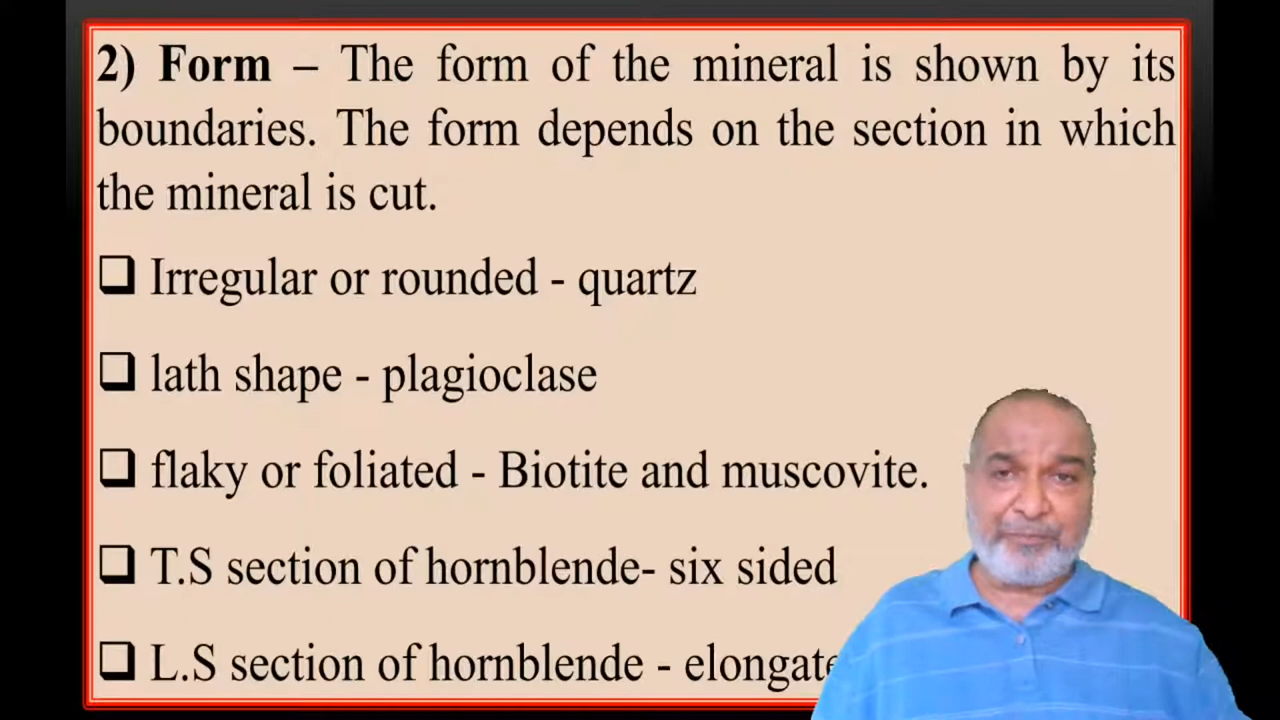 2) Form – The form of the mineral is shown by its
boundaries. The form depends on the section in which
the mineral is cut.
❑ Irregular or rounded - quartz
❑ lath shape - plagioclase
❑ flaky or foliated - Biotite and muscovite.
❑ T.S section of hornblende- six sided
❑ L.S section of hornblende -